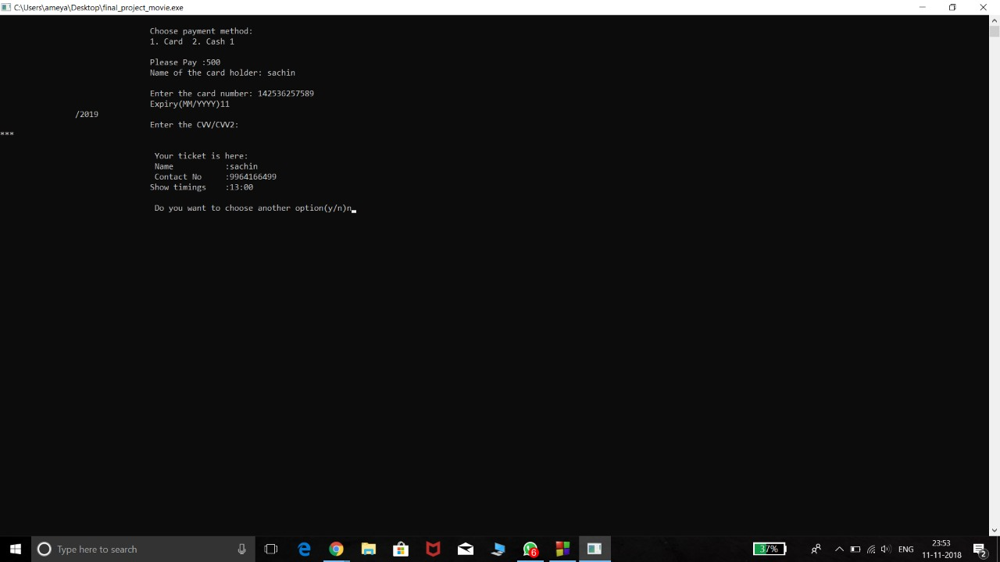 C:\Users\ameya\Desktop\final_project_movie.exe
Choose payment method:
1. Card  2. Cash 1
Please Pay :500
Name of the card holder: sachin
Enter the card number: 142536257589
Expiry(MM/YYYY)11
/2019
Enter the CVV/CVV2:
***
Your ticket is here:
Name :sachin
Contact No :9964166499
Show timings :13:00
Do you want to choose another option(y/n)n
Type here to search
6
37%
ENG
23:53
11-11-2018
2